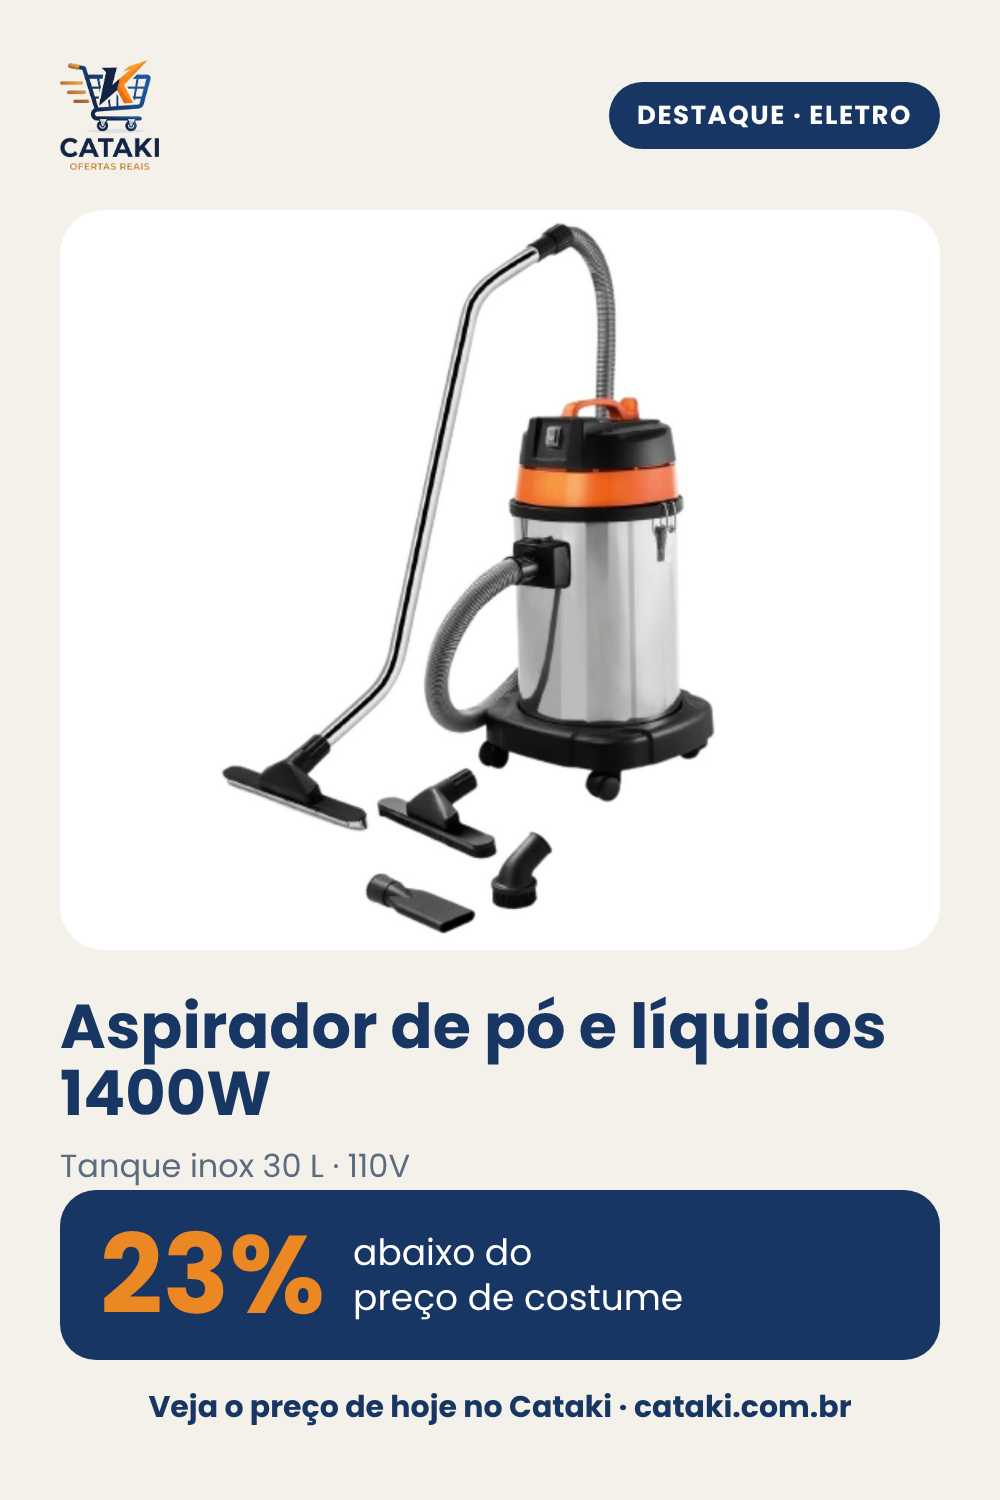 CATAKI
OFERTAS REAIS
DESTAQUE · ELETRO
Aspirador de pó e líquidos
1400W
Tanque inox 30 L · 110V
23%
abaixo do
preço de costume
Veja o preço de hoje no Cataki · cataki.com.br